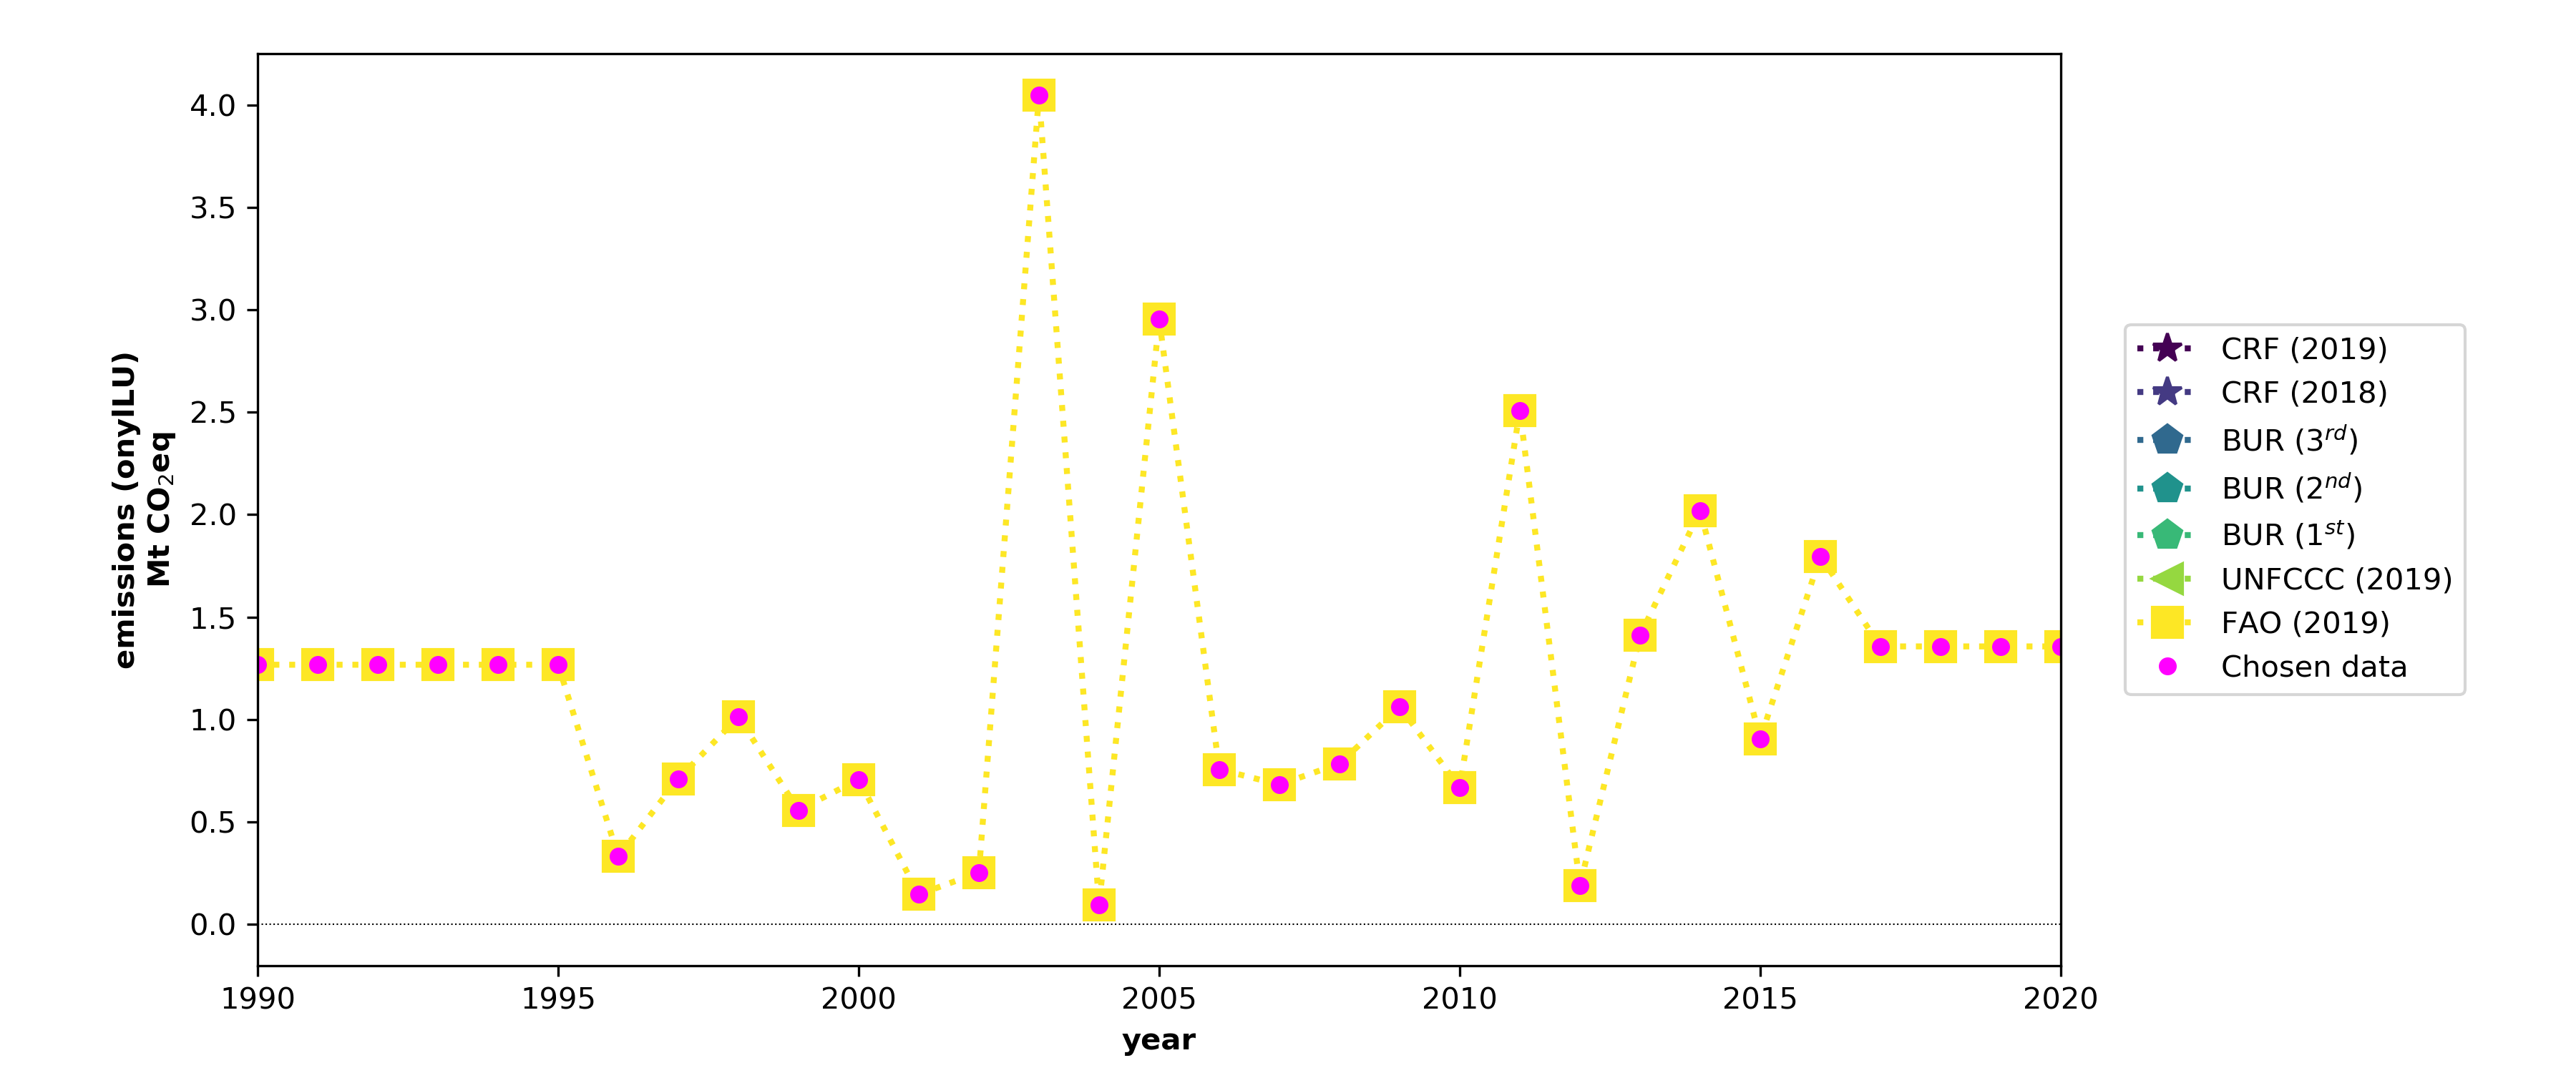 emissions (onylLU)
Mt CO₂eq
4.0
3.5
3.0
2.5
2.0
1.5
1.0
0.5
0.0
1990 1995 2000 2005 2010 2015 2020
year
CRF (2019)
CRF (2018)
BUR (3ʳᵈ)
BUR (2ⁿᵈ)
BUR (1ˢᵗ)
UNFCCC (2019)
FAO (2019)
Chosen data